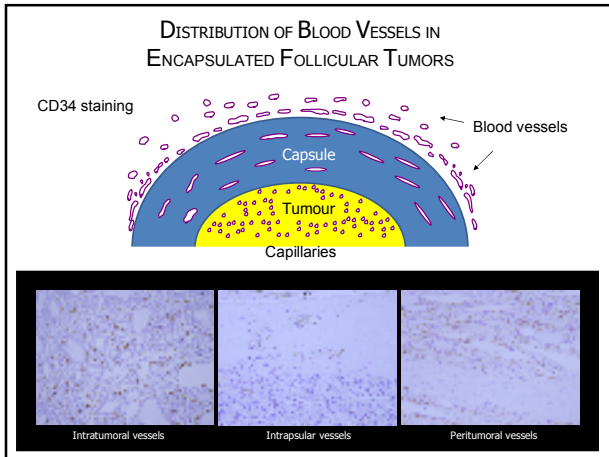 DISTRIBUTION OF BLOOD VESSELS IN
ENCAPSULATED FOLLICULAR TUMORS
CD34 staining
Blood vessels
Capsule
Tumour
Capillaries
Intratumoral vessels
Intrapsular vessels
Peritumoral vessels